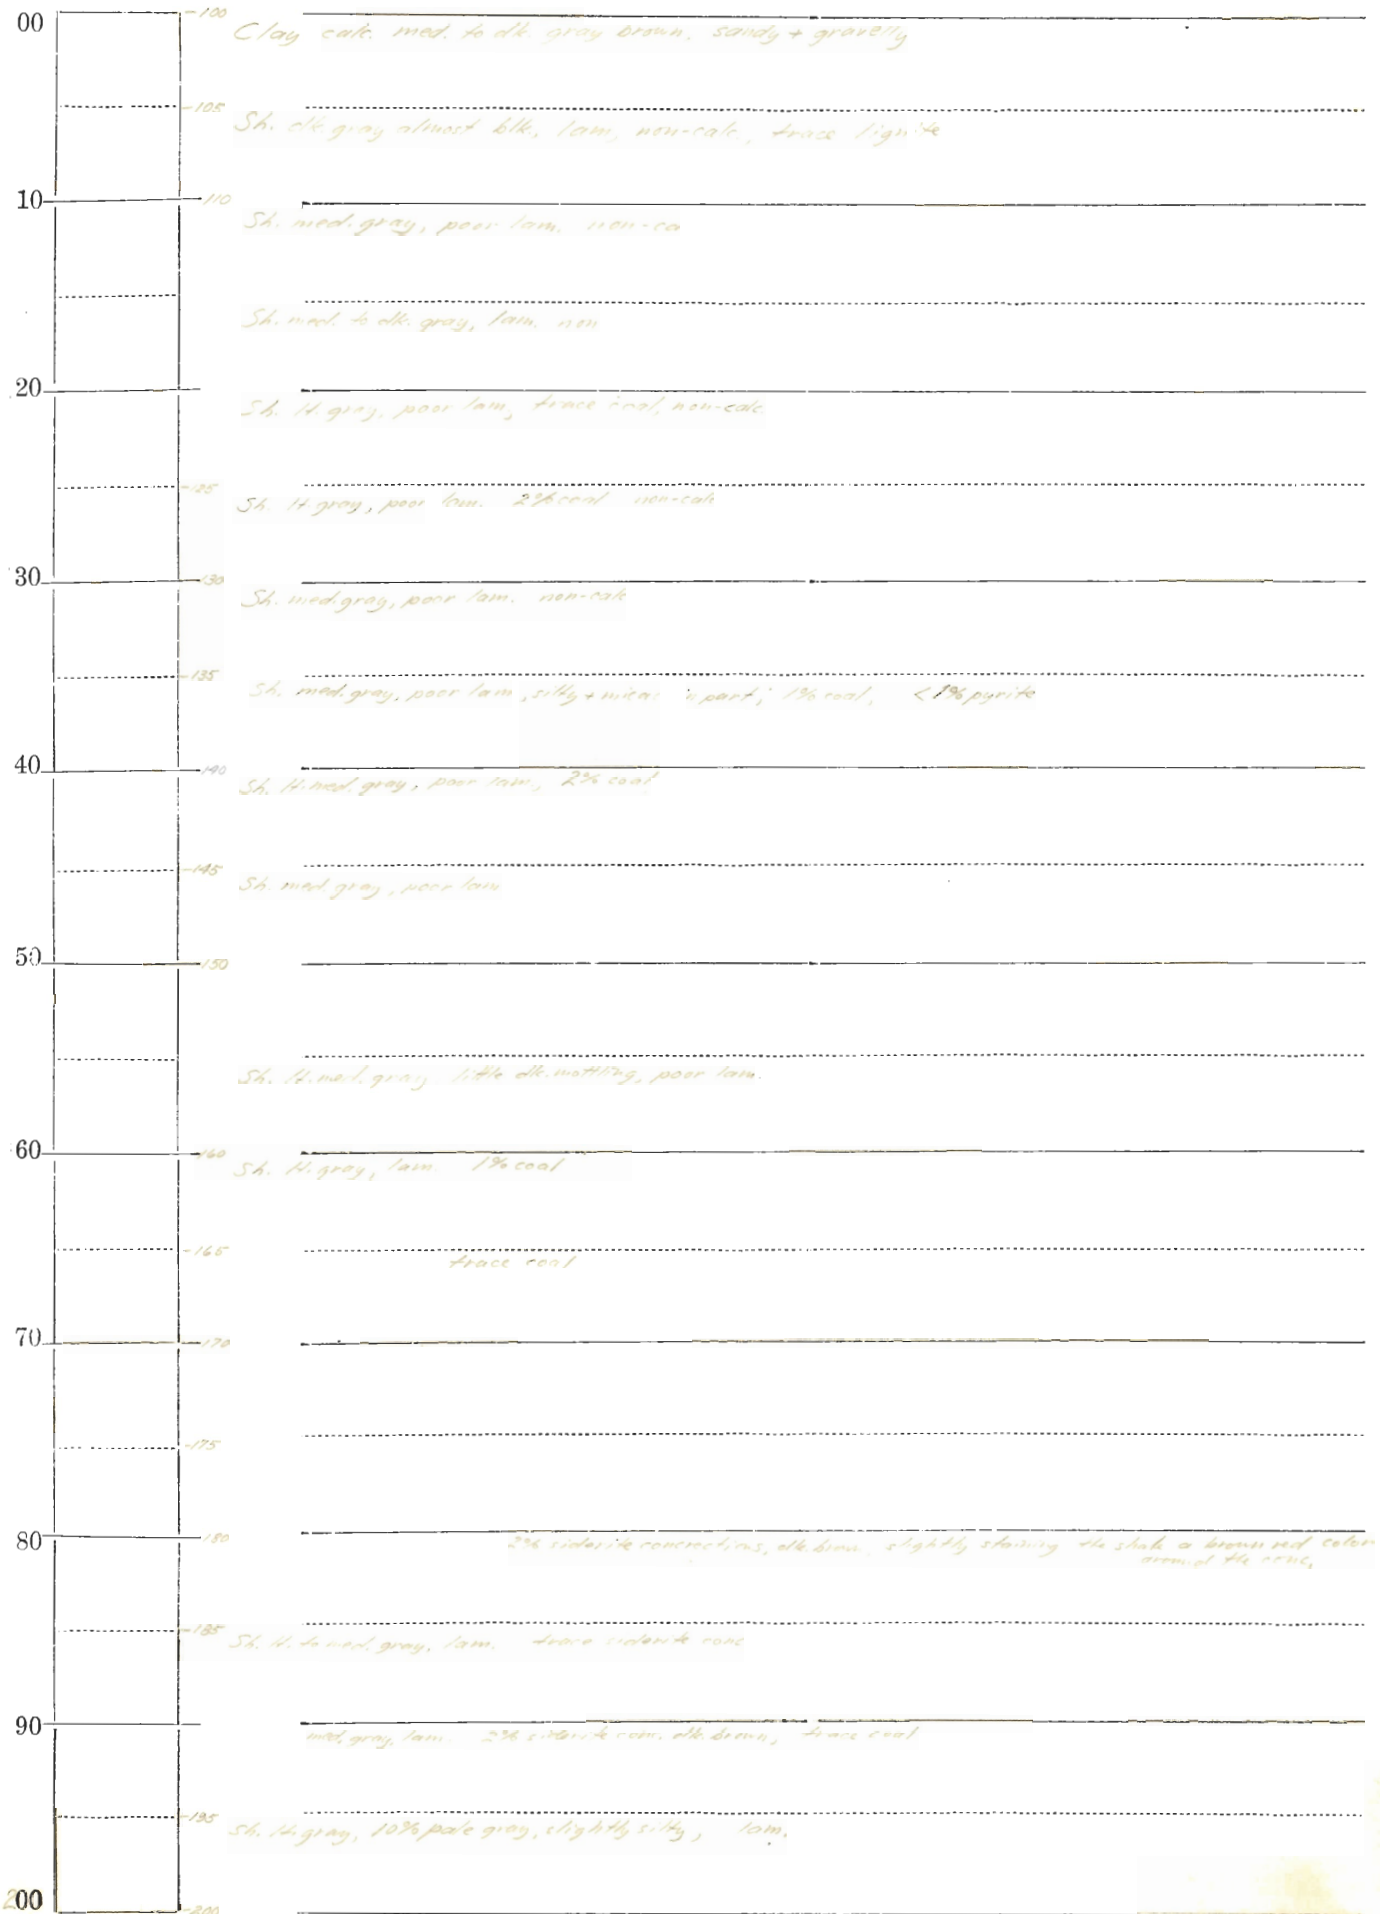 00 -100
Clay calc. med. to dk. gray brown, sandy + gravelly
-105
Sh. dk. gray almost blk, lam, non-calc, trace lignite
10 -110
Sh. med. gray, poor lam. non-ca
Sh. med. to dk. gray, lam. non
20
Sh. lt. gray, poor lam, trace coal, non-calc
-125
Sh. lt. gray, poor lam. 2% coal non-calc
30 -130
Sh. med. gray, poor lam. non-calc
-135
Sh. med. gray, poor lam, silty + micac in part; 1% coal, <1% pyrite
40 -140
Sh. lt. med. gray, poor lam, 2% coal
-145
Sh. med. gray, poor lam
50 -150
Sh. lt. med. gray little dk. mottling, poor lam.
60 -160
Sh. lt. gray, lam. 1% coal
-165
trace coal
70 -170
-175
80 -180
2% siderite concretions, dk. brown, slightly staining the shale a brown red color
around the conc.
-185
Sh. lt. to med. gray, lam. trace siderite conc
90
med. gray, lam. 2% siderite conc. dk. brown, trace coal
-195
Sh. lt. gray, 10% pale gray, slightly silty, lam.
200 -200